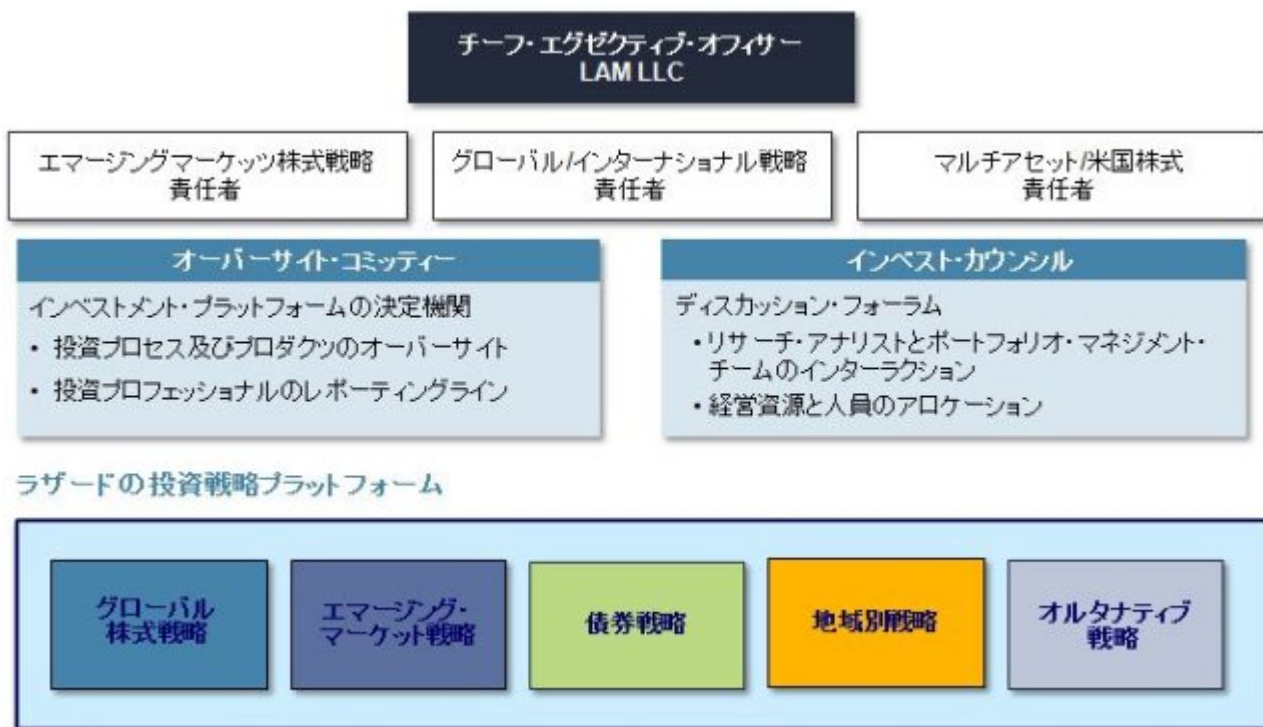 チーフ・エグゼクティブ・オフィサー
LAM LLC
エマージングマーケッツ株式戦略
責任者
グローバル/インターナショナル戦略
責任者
マルチアセット/米国株式
責任者
オーバーサイト・コミッティー
インベストメント・プラットフォームの決定機関
・ 投資プロセス及びプロダクツのオーバーサイト
・ 投資プロフェッショナルのレポーティングライン
インベスト・カウンシル
ディスカッション・フォーラム
・リサーチ・アナリストとポートフォリオ・マネジメント・
チームのインターラクション
・経営資源と人員のアロケーション
ラザードの投資戦略プラットフォーム
グローバル
株式戦略
エマージング・
マーケット戦略
債券戦略
地域別戦略
オルタナティブ
戦略